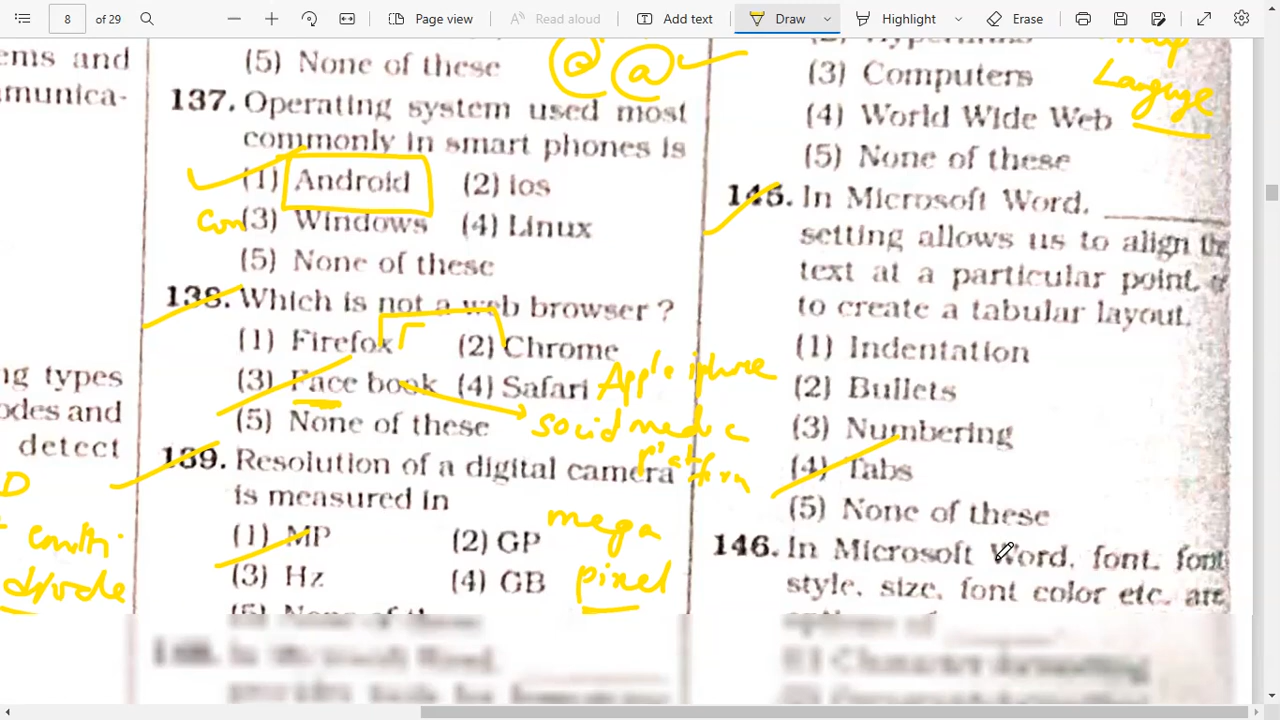 8 of 29
Page view
Read aloud
Add text
Draw
Highlight
Erase
ems and
munica-
ng types
odes and
detect
D
(5) None of these
@ @
137. Operating system used most
commonly in smart phones is
(1) Android (2) ios
(3) Windows (4) Linux
(5) None of these
138. Which is not a web browser ?
(1) Firefox (2) Chrome
(3) Face book (4) Safari
Apple iphone
(5) None of these
139. Resolution of a digital camera
is measured in
(1) MP (2) GP
mega
(3) Hz (4) GB
pixel
(3) Computers
(4) World Wide Web
(5) None of these
145. In Microsoft Word,
setting allows us to align the
text at a particular point,
to create a tabular layout.
(1) Indentation
(2) Bullets
(3) Numbering
(4) Tabs
(5) None of these
146. In Microsoft Word, font, font
style, size, font color etc. are